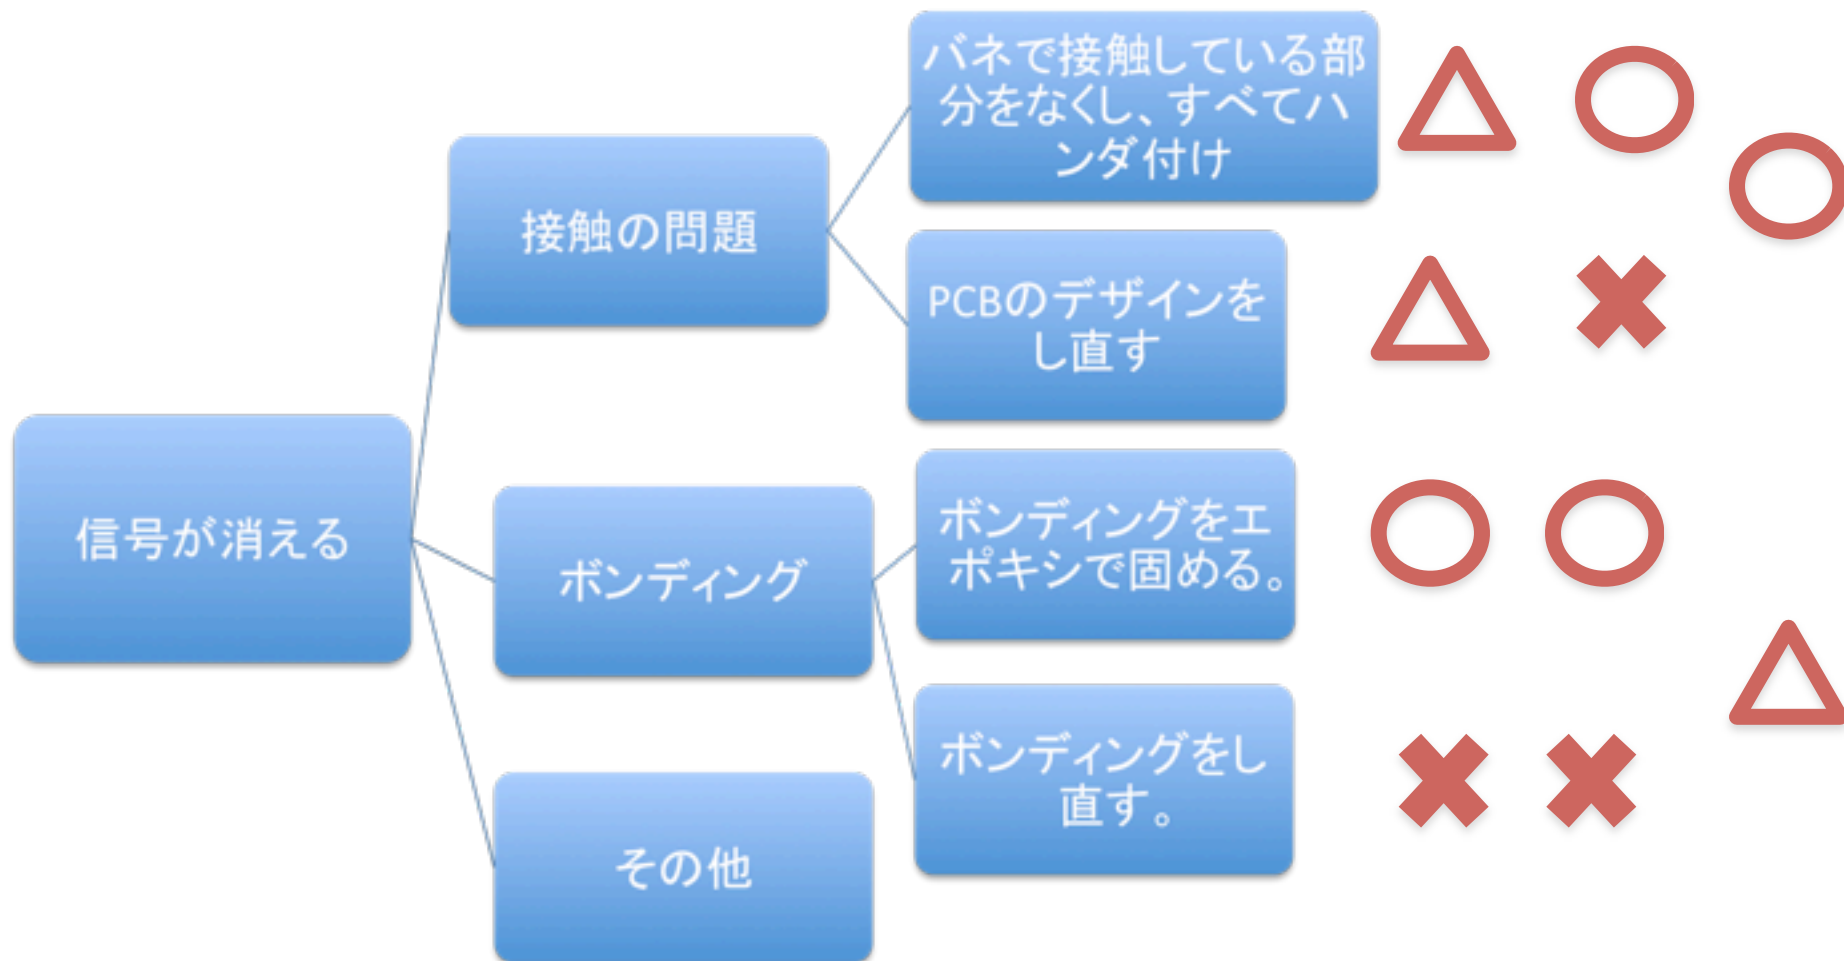 バネで接触している部
分をなくし、すべてハ
ンダ付け
接触の問題
PCBのデザインを
し直す
信号が消える
ボンディング
ボンディングをエ
ポキシで固める。
ボンディングをし
直す。
その他